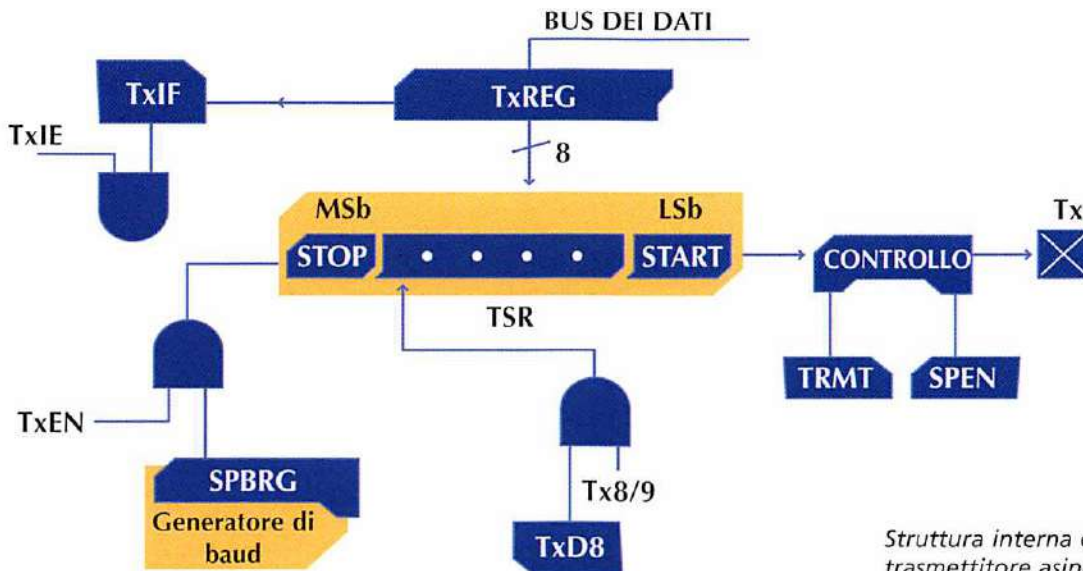 BUS DEI DATI
TxIF
TxREG
TxIE
8
MSb
LSb
Tx
STOP
START
CONTROLLO
TSR
TRMT
SPEN
TxEN
SPBRG
Tx8/9
Generatore di
baud
TxD8
Struttura interna
trasmettitore